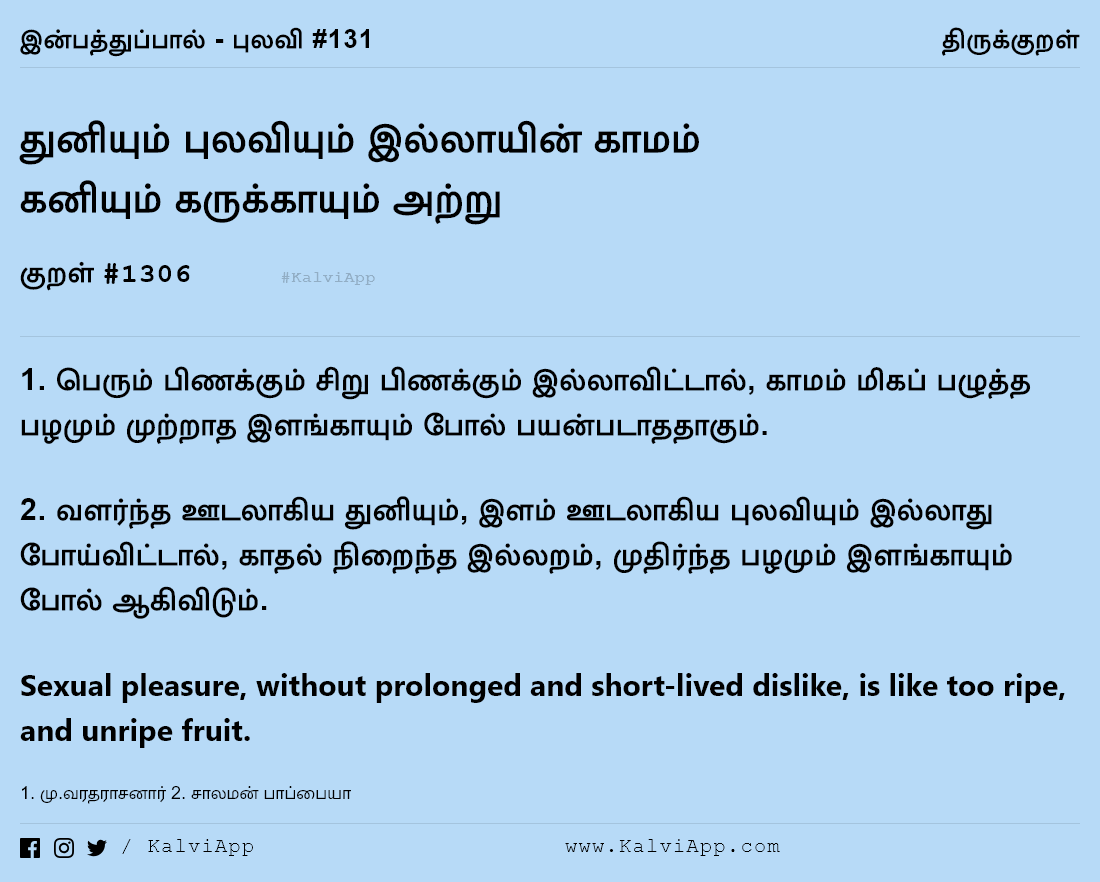 இன்பத்துப்பால் - புலவி #131
திருக்குறள்
துனியும் புலவியும் இல்லாயின் காமம்
கனியும் கருக்காயும் அற்று
குறள் #1306
#KalviApp
1. பெரும் பிணக்கும் சிறு பிணக்கும் இல்லாவிட்டால், காமம் மிகப் பழுத்த
பழமும் முற்றாத இளங்காயும் போல் பயன்படாததாகும்.
2. வளர்ந்த ஊடலாகிய துனியும், இளம் ஊடலாகிய புலவியும் இல்லாது
போய்விட்டால், காதல் நிறைந்த இல்லறம், முதிர்ந்த பழமும் இளங்காயும்
போல் ஆகிவிடும்.
Sexual pleasure, without prolonged and short-lived dislike, is like too ripe,
and unripe fruit.
1. மு.வரதராசனார் 2. சாலமன் பாப்பையா
/ KalviApp
www.KalviApp.com